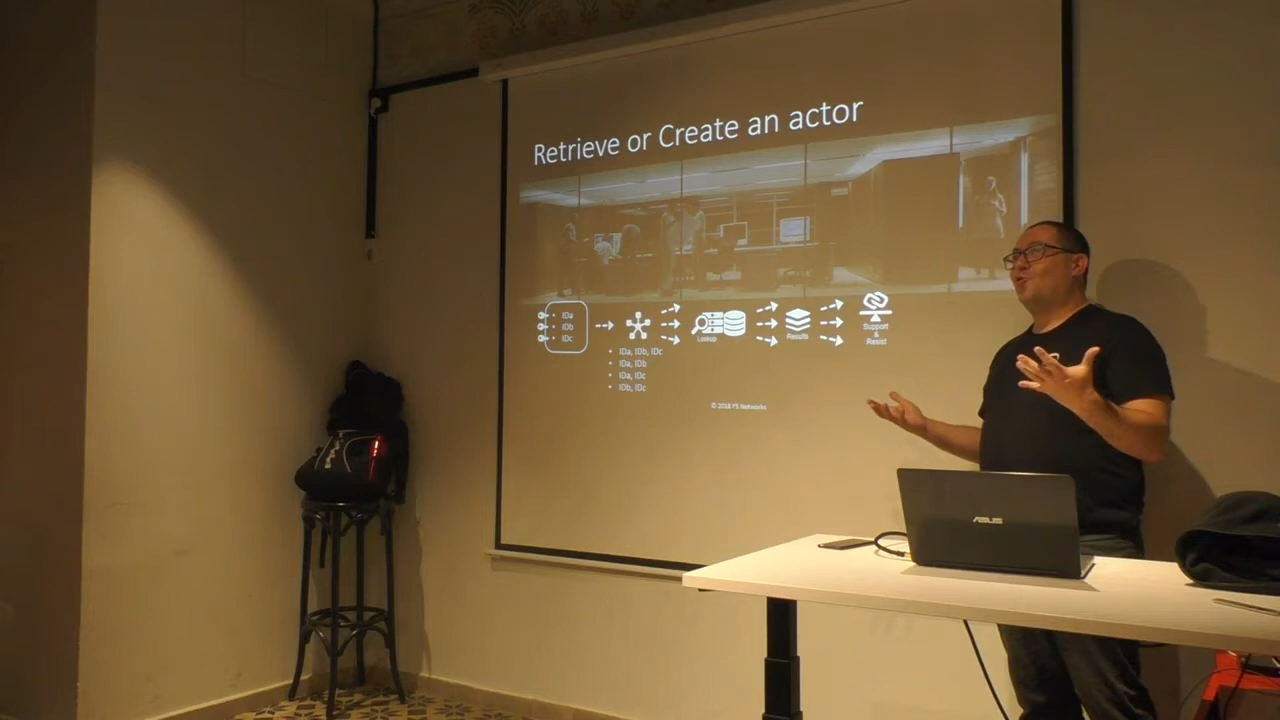 Retrieve or Create an actor
IDa
IDb
IDc
IDa, IDb, IDc
IDa, IDb
IDa, IDc
IDb, IDc
Lookup
Results
Support
&
Resist
© 2018 F5 Networks
ASUS